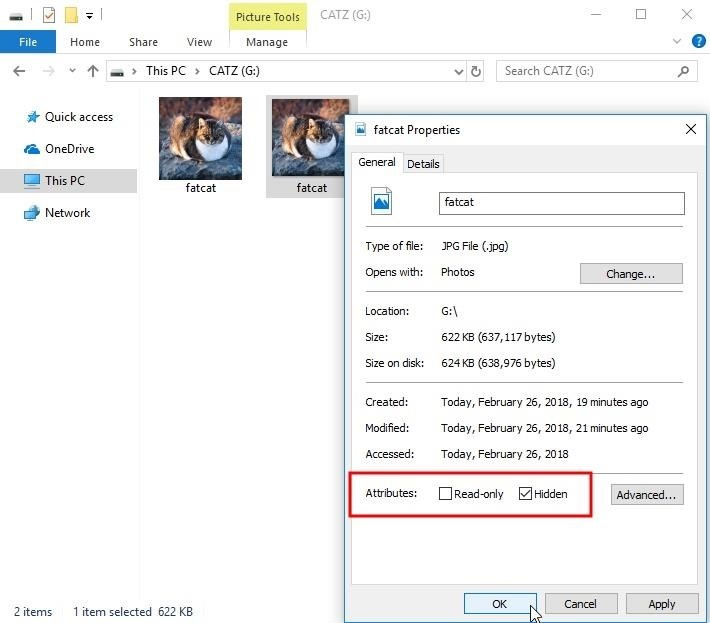 Picture Tools CATZ (G:)
File Home Share View Manage
This PC CATZ (G:) Search CATZ (G:)
Quick access
OneDrive
This PC
Network
fatcat
fatcat
fatcat Properties
General Details
fatcat
Type of file: JPG File (.jpg)
Opens with: Photos Change...
Location: G:\
Size: 622 KB (637,117 bytes)
Size on disk: 624 KB (638,976 bytes)
Created: Today, February 26, 2018, 19 minutes ago
Modified: Today, February 26, 2018, 21 minutes ago
Accessed: Today, February 26, 2018
Attributes: Read-only Hidden Advanced...
OK Cancel Apply
2 items 1 item selected 622 KB